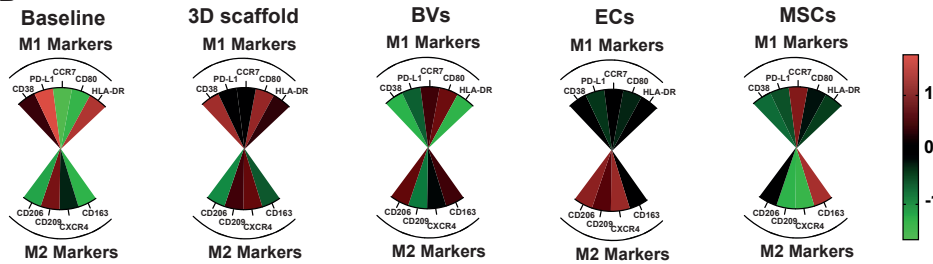 Baseline
M1 Markers
CD38
PD-L1
CCR7
CD80
HLA-DR
CD206
CD209
CXCR4
CD163
M2 Markers
3D scaffold
M1 Markers
CD38
PD-L1
CCR7
CD80
HLA-DR
CD206
CD209
CXCR4
CD163
M2 Markers
BVs
M1 Markers
CD38
PD-L1
CCR7
CD80
HLA-DR
CD206
CD209
CXCR4
CD163
M2 Markers
ECs
M1 Markers
CD38
PD-L1
CCR7
CD80
HLA-DR
CD206
CD209
CXCR4
CD163
M2 Markers
MSCs
M1 Markers
CD38
PD-L1
CCR7
CD80
HLA-DR
CD206
CD209
CXCR4
CD163
M2 Markers
1
0